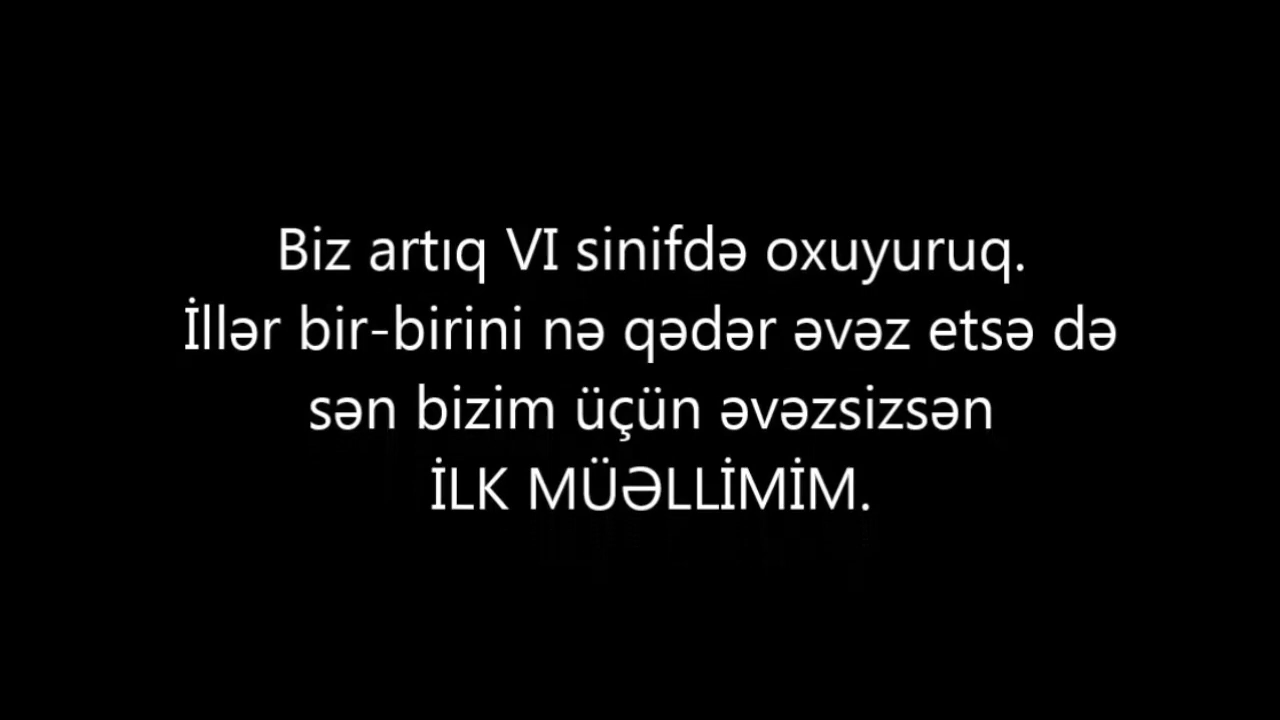 Biz artıq VI sinifdə oxuyuruq.
İllər bir-birini nə qədər əvəz etsə də
sən bizim üçün əvəzsizsən
İLK MÜƏLLİMİM.